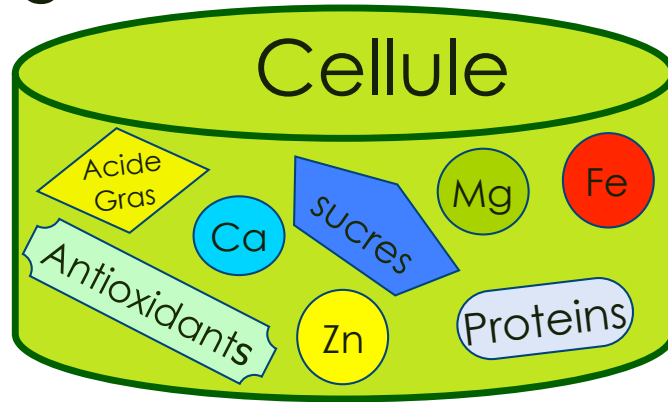 Cellule
Acide
Gras
Ca
sucres
Mg
Fe
Antioxidants
Zn
Proteins